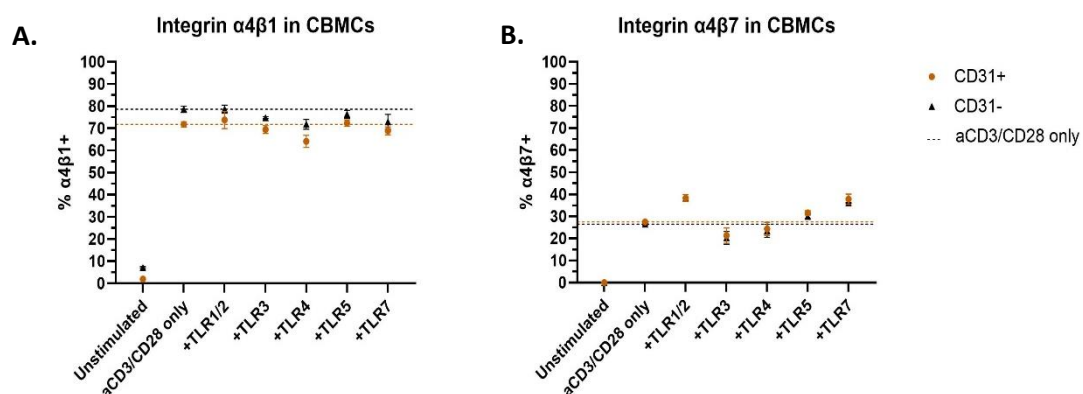 A.
Integrin α4β1 in CBMCs
% α4β1+
100
90
80
70
60
50
40
30
20
10
0
Unstimulated
aCD3/CD28 only
+TLR1/2
+TLR3
+TLR4
+TLR5
+TLR7
B.
Integrin α4β7 in CBMCs
% α4β7+
100
90
80
70
60
50
40
30
20
10
0
Unstimulated
aCD3/CD28 only
+TLR1/2
+TLR3
+TLR4
+TLR5
+TLR7
CD31+
CD31-
aCD3/CD28 only